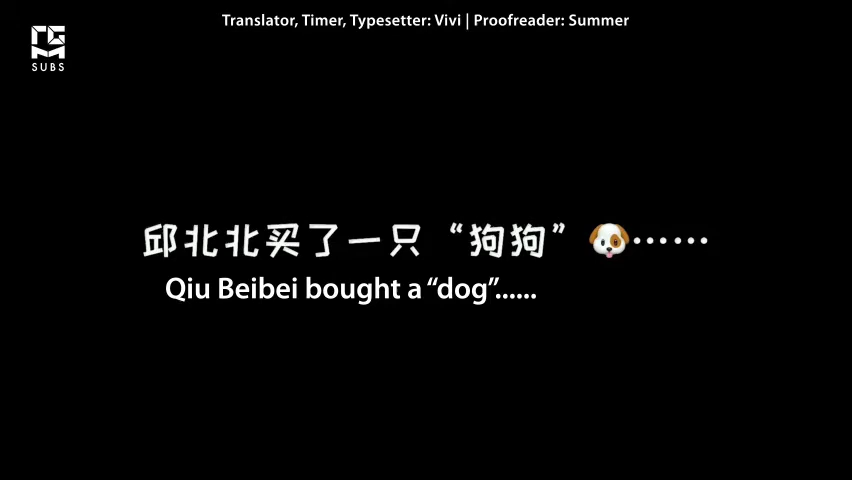 Translator, Timer, Typesetter: Vivi | Proofreader: Summer
SUBS
邱北北买了一只“狗狗”🐶……
Qiu Beibei bought a “dog”......